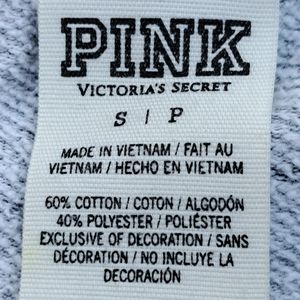 PINK
VICTORIA'S SECRET
S | P
MADE IN VIETNAM / FAIT AU
VIETNAM / HECHO EN VIETNAM
60% COTTON / COTON / ALGODÓN
40% POLYESTER / POLIÉSTER
EXCLUSIVE OF DECORATION / SANS
DÉCORATION / NO INCLUYE LA
DECORACIÓN